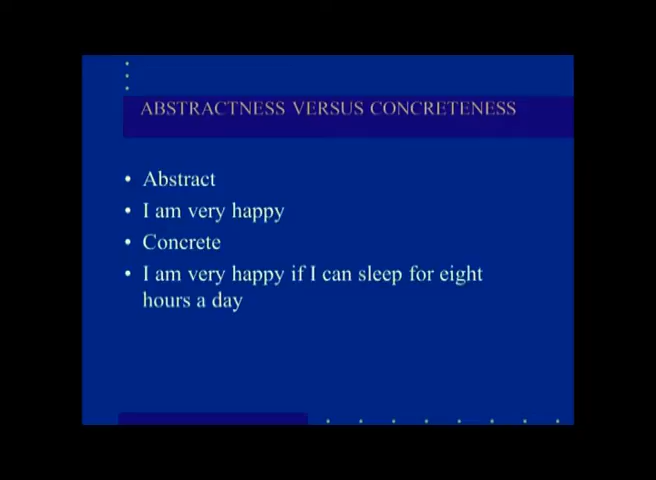 ABSTRACTNESS VERSUS CONCRETENESS
• Abstract
• I am very happy
• Concrete
• I am very happy if I can sleep for eight
hours a day